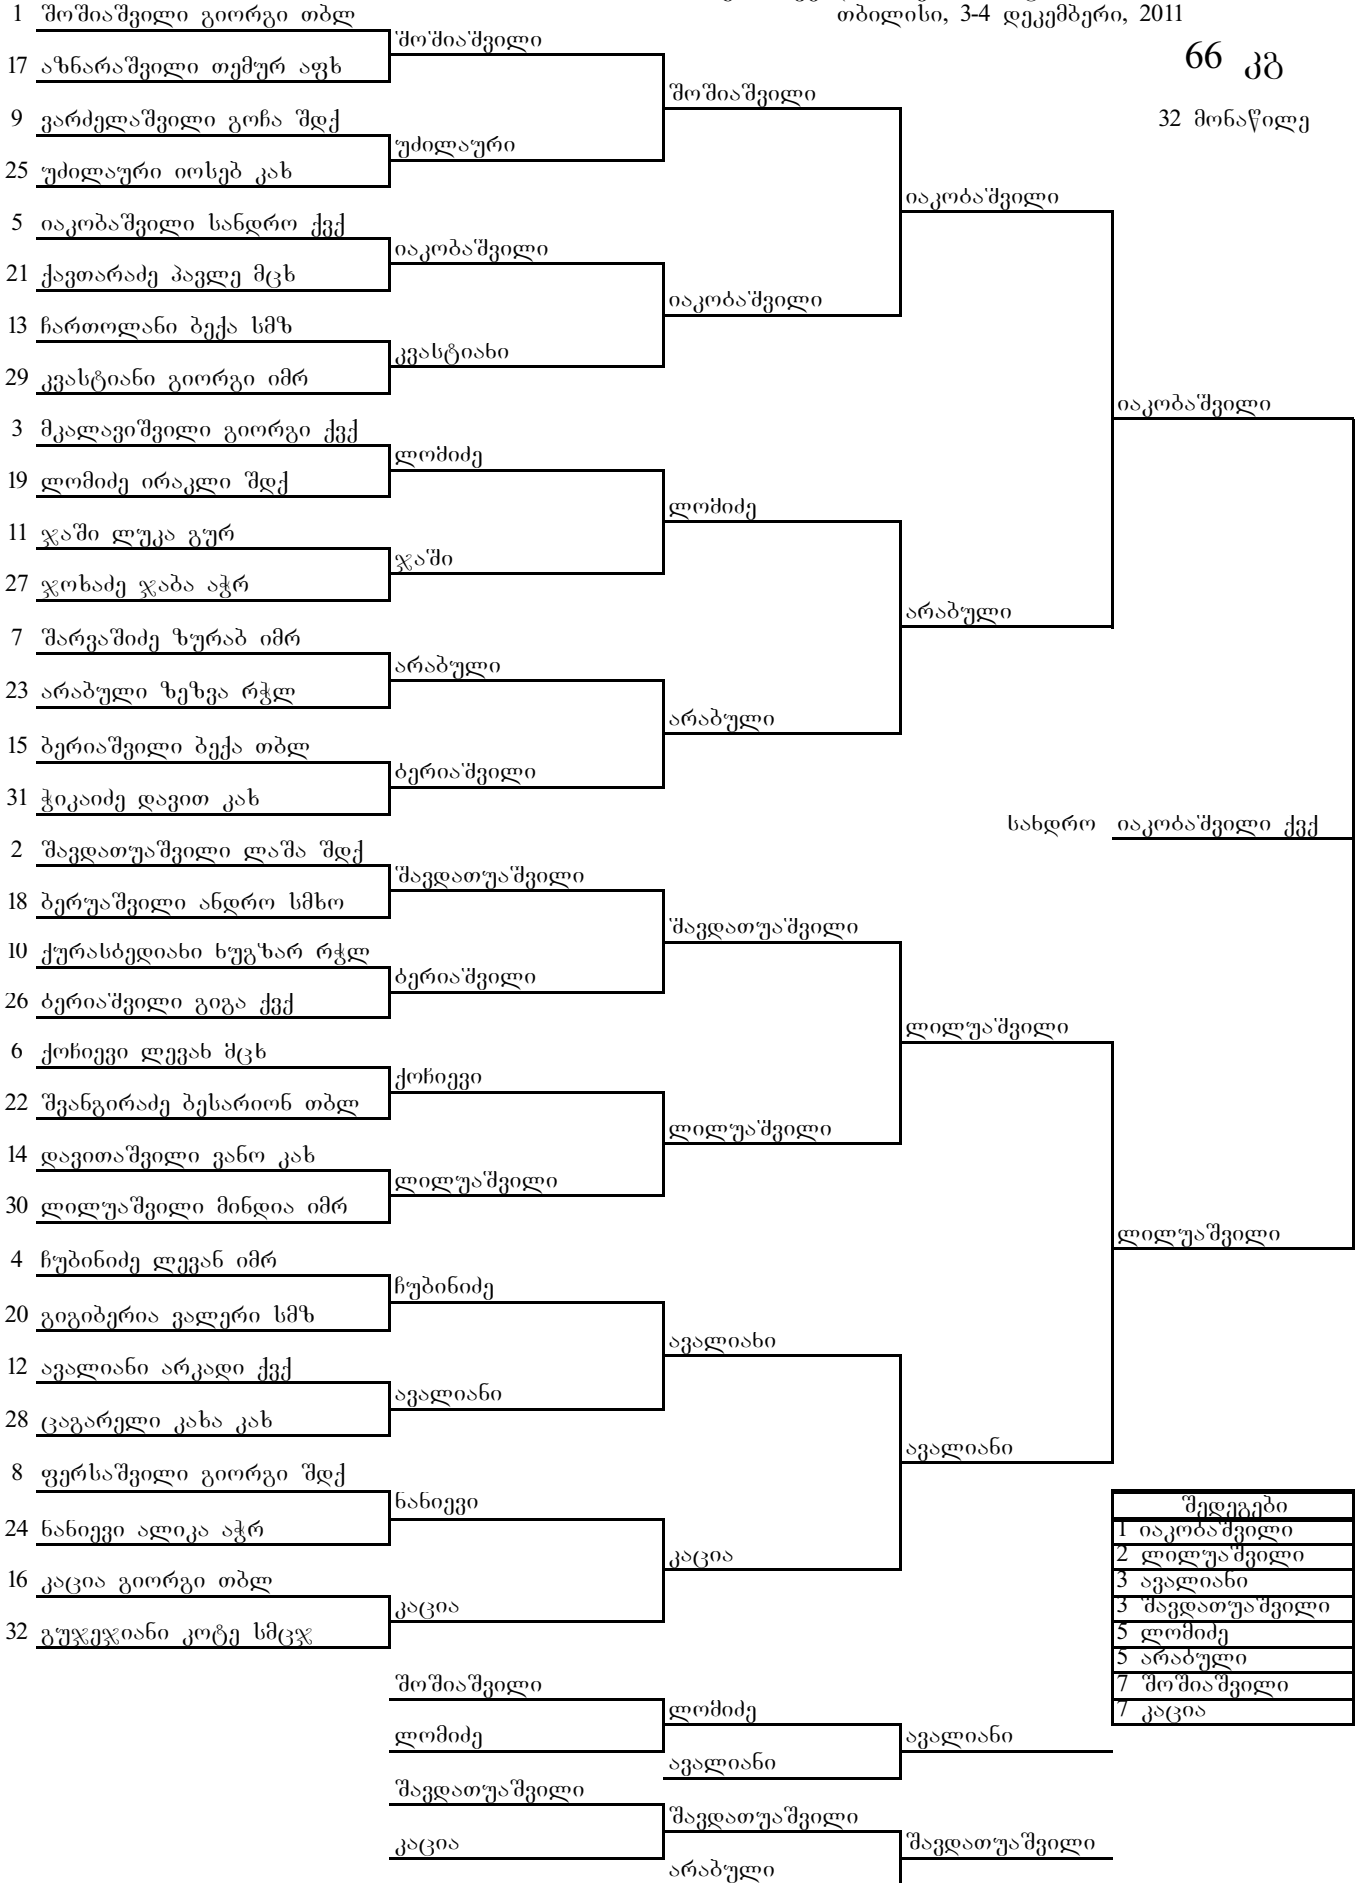 თბილისი, 3-4 დეკემბერი, 2011
66 კგ
32 მონაწილე
1 შოშიაშვილი გიორგი თბლ
17 აზნარაშვილი თემურ აფხ
9 ვარძელაშვილი გოჩა შდქ
25 უძილაური იოსებ კახ
5 იაკობაშვილი სანდრო ქვქ
21 ქავთარაძე პავლე მცხ
13 ჩართოლანი ბექა სმზ
29 კვასტიანი გიორგი იმრ
3 მკალავიშვილი გიორგი ქვქ
19 ლომიძე ირაკლი შდქ
11 ჯაში ლუკა გურ
27 ჯოხაძე ჯაბა აჭრ
7 შარვაშიძე ზურაბ იმრ
23 არაბული ზეზვა რჭლ
15 ბერიაშვილი ბექა თბლ
31 ჭიკაიძე დავით კახ
2 შავდათუაშვილი ლაშა შდქ
18 ბერუაშვილი ანდრო სმხო
10 ქურასბედიანი ნუგზარ რჭლ
26 ბერიაშვილი გიგა ქვქ
6 ქოჩიევი ლევან მცხ
22 შვანგირაძე ბესარიონ თბლ
14 დავითაშვილი ვანო კახ
30 ლილუაშვილი მინდია იმრ
4 ჩუბინიძე ლევან იმრ
20 გიგიბერია ვალერი სმზ
12 ავალიანი არკადი ქვქ
28 ცაგარელი კახა კახ
8 ფერსაშვილი გიორგი შდქ
24 ნანიევი ალიკა აჭრ
16 კაცია გიორგი თბლ
32 გუჯეჯიანი კოტე სმცჯ
შოშიაშვილი
უძილაური
იაკობაშვილი
კვასტიანი
ლომიძე
ჯაში
არაბული
ბერიაშვილი
შავდათუაშვილი
ბერიაშვილი
ქოჩიევი
ლილუაშვილი
ჩუბინიძე
ავალიანი
ნანიევი
კაცია
შოშიაშვილი
იაკობაშვილი
ლომიძე
არაბული
შავდათუაშვილი
ლილუაშვილი
ავალიანი
კაცია
იაკობაშვილი
არაბული
ლილუაშვილი
ავალიანი
იაკობაშვილი
ლილუაშვილი
სანდრო იაკობაშვილი ქვქ
შოშიაშვილი
ლომიძე
შავდათუაშვილი
კაცია
ლომიძე
ავალიანი
შავდათუაშვილი
არაბული
ავალიანი
შავდათუაშვილი
შედეგები
1 იაკობაშვილი
2 ლილუაშვილი
3 ავალიანი
3 შავდათუაშვილი
5 ლომიძე
5 არაბული
7 შოშიაშვილი
7 კაცია